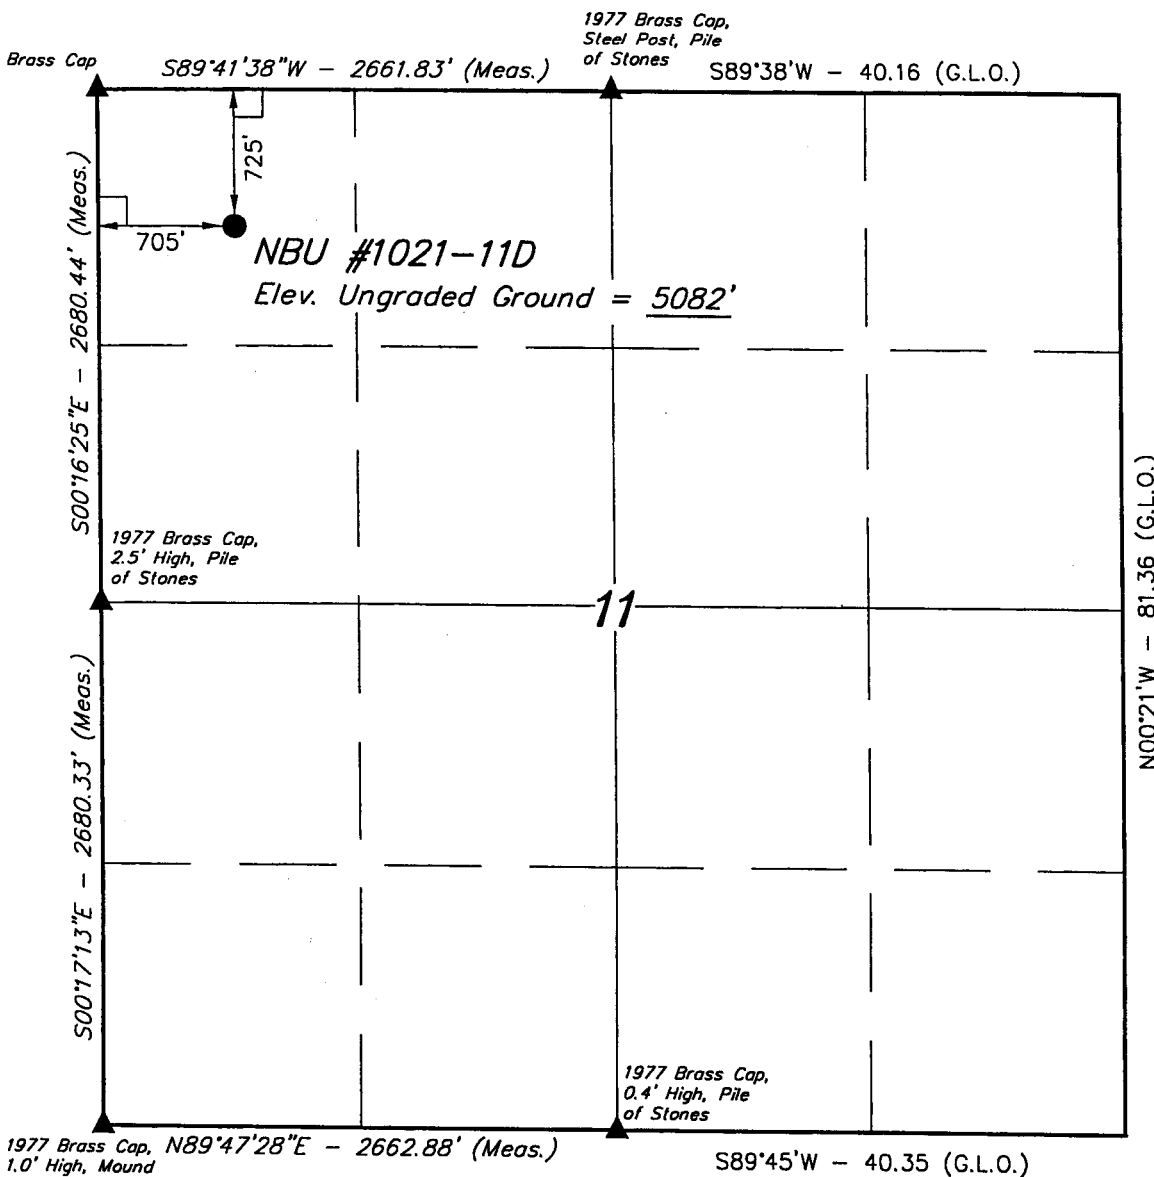 1977 Brass Cap,
Steel Post, Pile
of Stones
Brass Cap
S89°41'38"W - 2661.83' (Meas.)
S89°38'W - 40.16 (G.L.O.)
725'
705'
NBU #1021-11D
Elev. Ungraded Ground = 5082'
S00°16'25"E - 2680.44' (Meas.)
1977 Brass Cap,
2.5' High, Pile
of Stones
11
N00°21'W - 81.36 (G.L.O.)
S00°17'13"E - 2680.33' (Meas.)
1977 Brass Cap,
0.4' High, Pile
of Stones
1977 Brass Cap,
1.0' High, Mound
N89°47'28"E - 2662.88' (Meas.)
S89°45'W - 40.35 (G.L.O.)